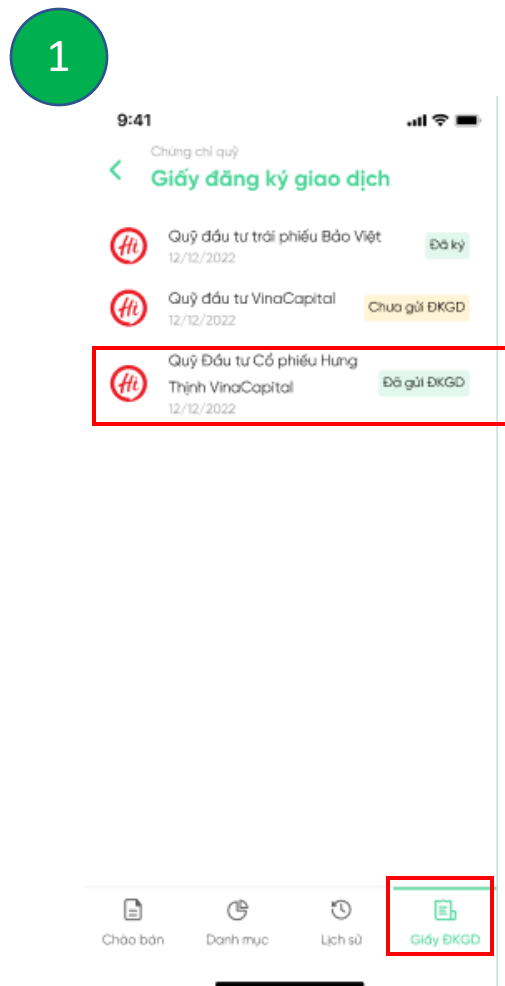 1
9:41
Chứng chỉ quỹ
Giấy đăng ký giao dịch
Quỹ đầu tư trái phiếu Bảo Việt
Đã ký
12/12/2022
Quỹ đầu tư VinaCapital
Chưa gửi ĐKGD
12/12/2022
Quỹ Đầu tư Cổ phiếu Hưng
Thịnh VinaCapital
Đã gửi ĐKGD
12/12/2022
Chào bán
Danh mục
Lịch sử
Giấy ĐKGD